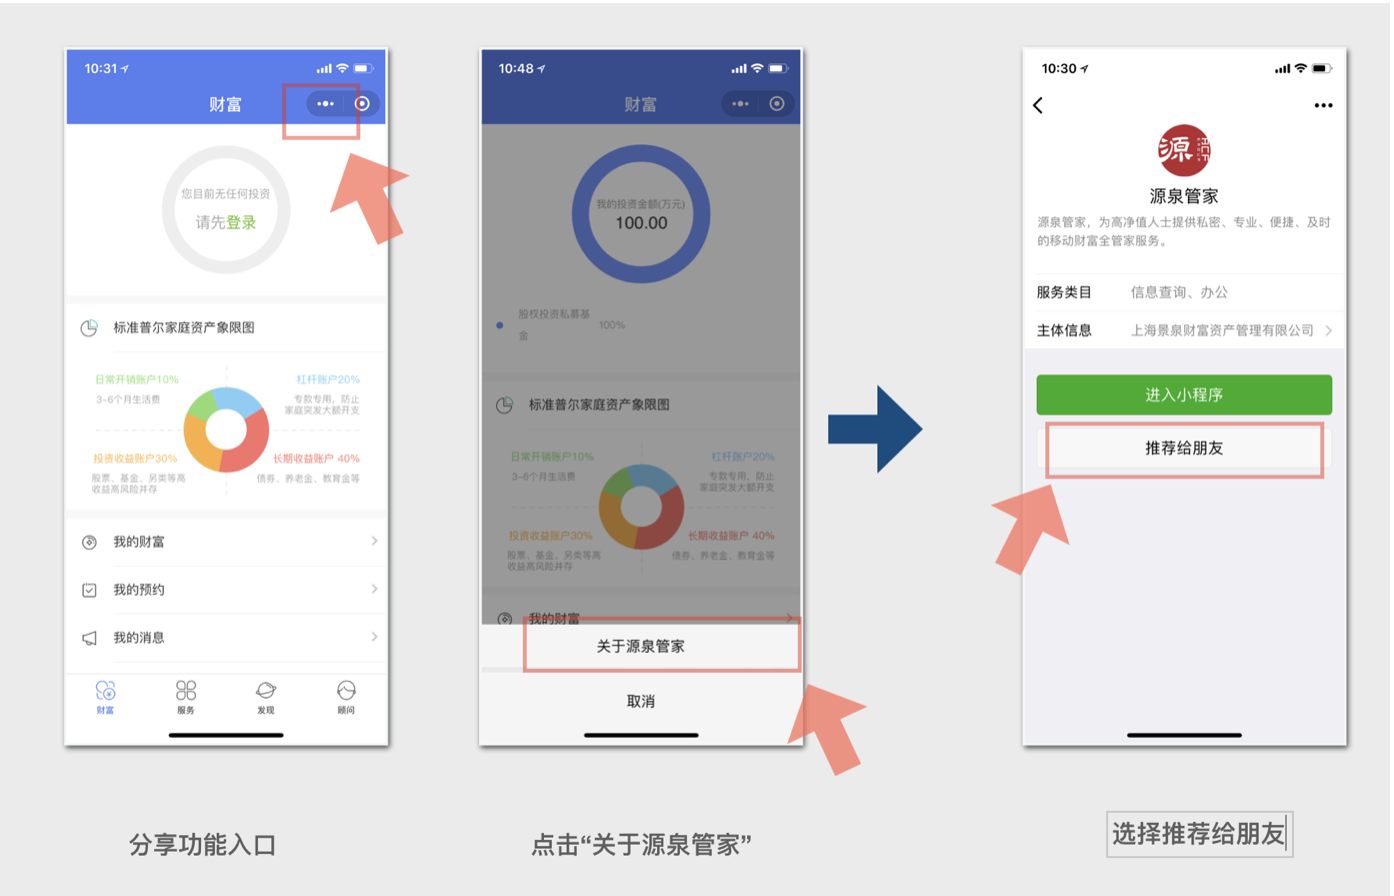 10:31
财富
您目前无任何投资
请先登录
标准普尔家庭资产象限图
日常开销账户10%
3-6个月生活费
杠杆账户20%
专款专用，防止
家庭突发大额开支
投资收益账户30%
股票、基金、另类等高
收益高风险并存
长期收益账户 40%
债券、养老金、教育金等
我的财富
我的预约
我的消息
财富
服务
发现
顾问
分享功能入口
10:48
财富
我的投资金额(万元)
100.00
股权投资私募基
金
100%
标准普尔家庭资产象限图
日常开销账户10%
3-6个月生活费
杠杆账户20%
专款专用，防止
家庭突发大额开支
投资收益账户30%
股票、基金、另类等高
收益高风险并存
长期收益账户 40%
债券、养老金、教育金等
我的财富
关于源泉管家
取消
点击“关于源泉管家”
10:30
源
源泉管家
源泉管家，为高净值人士提供私密、专业、便捷、及时
的移动财富全管家服务。
服务类目 信息查询、办公
主体信息 上海景泉财富资产管理有限公司
进入小程序
推荐给朋友
选择推荐给朋友